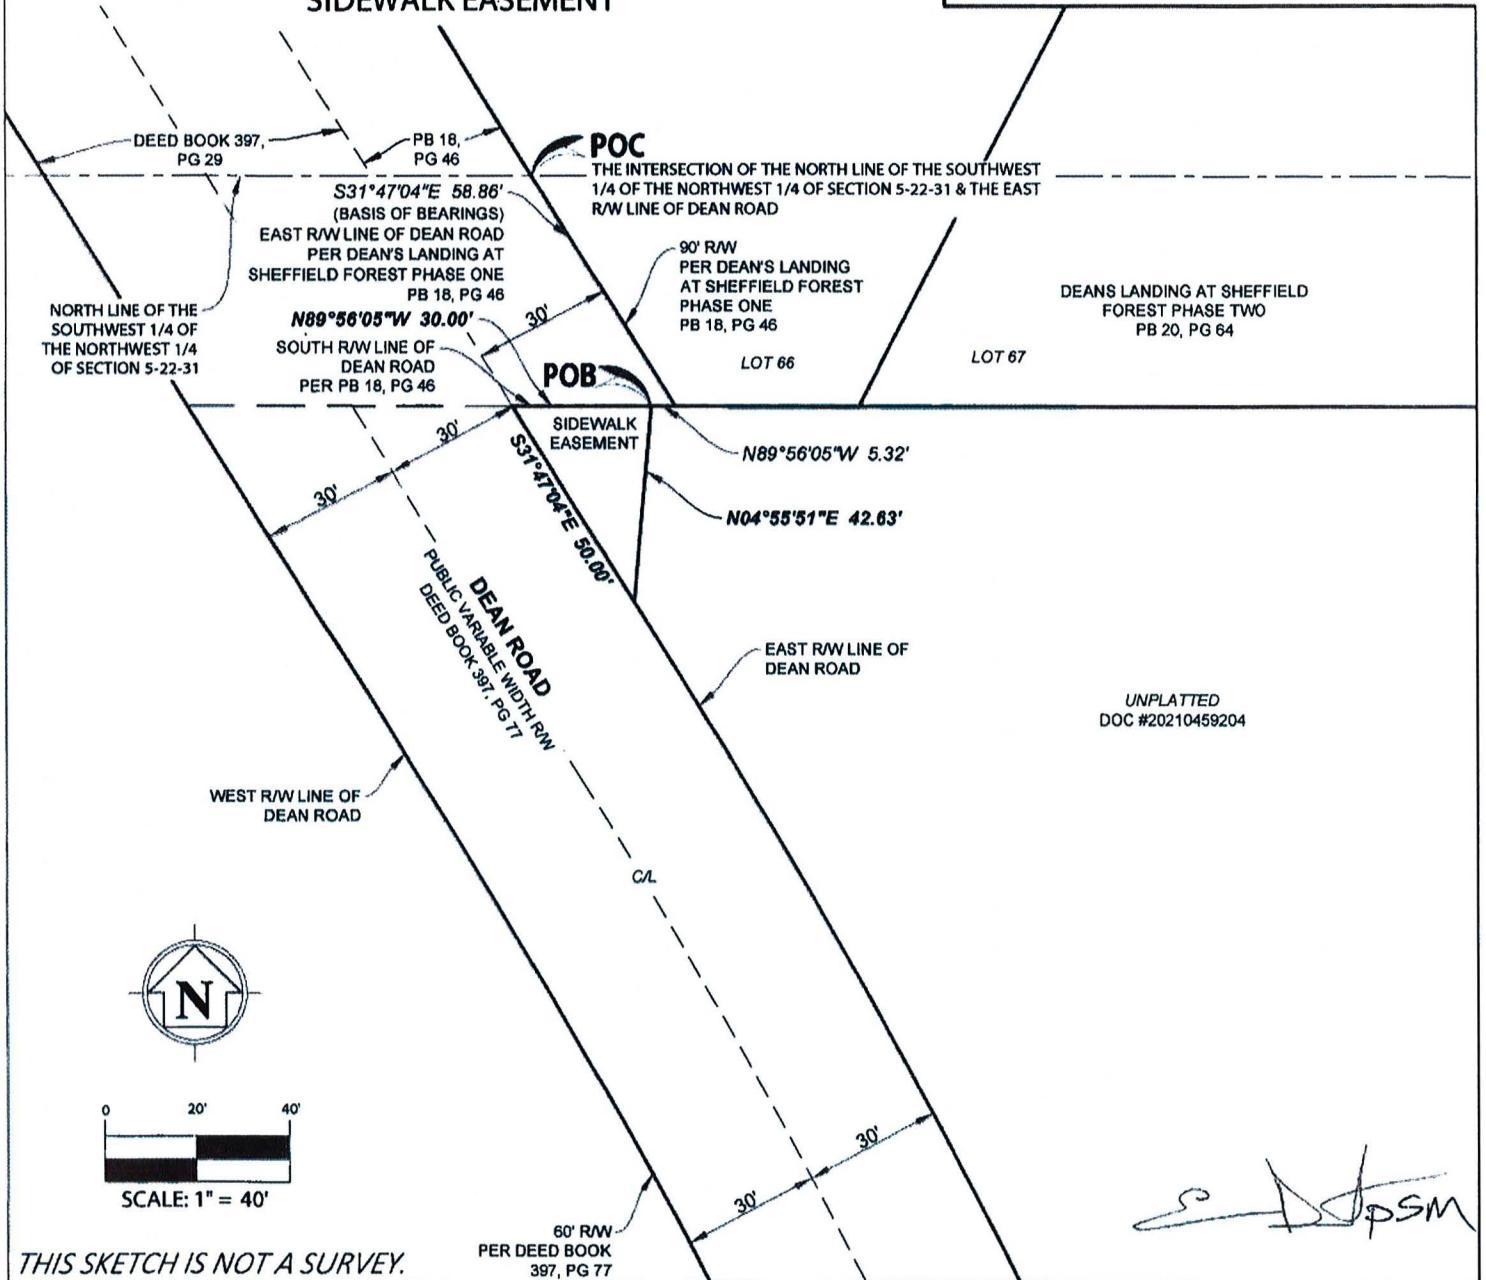 SIDEWALK EASEMENT
DEED BOOK 397,
PG 29
PB 18,
PG 46
POC
THE INTERSECTION OF THE NORTH LINE OF THE SOUTHWEST
1/4 OF THE NORTHWEST 1/4 OF SECTION 5-22-31 & THE EAST
R/W LINE OF DEAN ROAD
S31°47'04"E 58.86'
(BASIS OF BEARINGS)
EAST R/W LINE OF DEAN ROAD
PER DEAN'S LANDING AT
SHEFFIELD FOREST PHASE ONE
PB 18, PG 46
90' R/W
PER DEAN'S LANDING
AT SHEFFIELD FOREST
PHASE ONE
PB 18, PG 46
DEANS LANDING AT SHEFFIELD
FOREST PHASE TWO
PB 20, PG 64
NORTH LINE OF THE
SOUTHWEST 1/4 OF
THE NORTHWEST 1/4
OF SECTION 5-22-31
N89°56'05"W 30.00'
30'
SOUTH R/W LINE OF
DEAN ROAD
PER PB 18, PG 46
POB
LOT 66
LOT 67
SIDEWALK
EASEMENT
30'
30'
S31°47'04"E 50.00'
N89°56'05"W 5.32'
N04°55'51"E 42.63'
DEAN ROAD
PUBLIC VARIABLE WIDTH R/W
DEED BOOK 397, PG 77
EAST R/W LINE OF
DEAN ROAD
UNPLATTED
DOC #20210459204
WEST R/W LINE OF
DEAN ROAD
C/L
N
0 20' 40'
SCALE: 1" = 40'
30'
30'
60' R/W
PER DEED BOOK
397, PG 77
PSM
THIS SKETCH IS NOT A SURVEY.